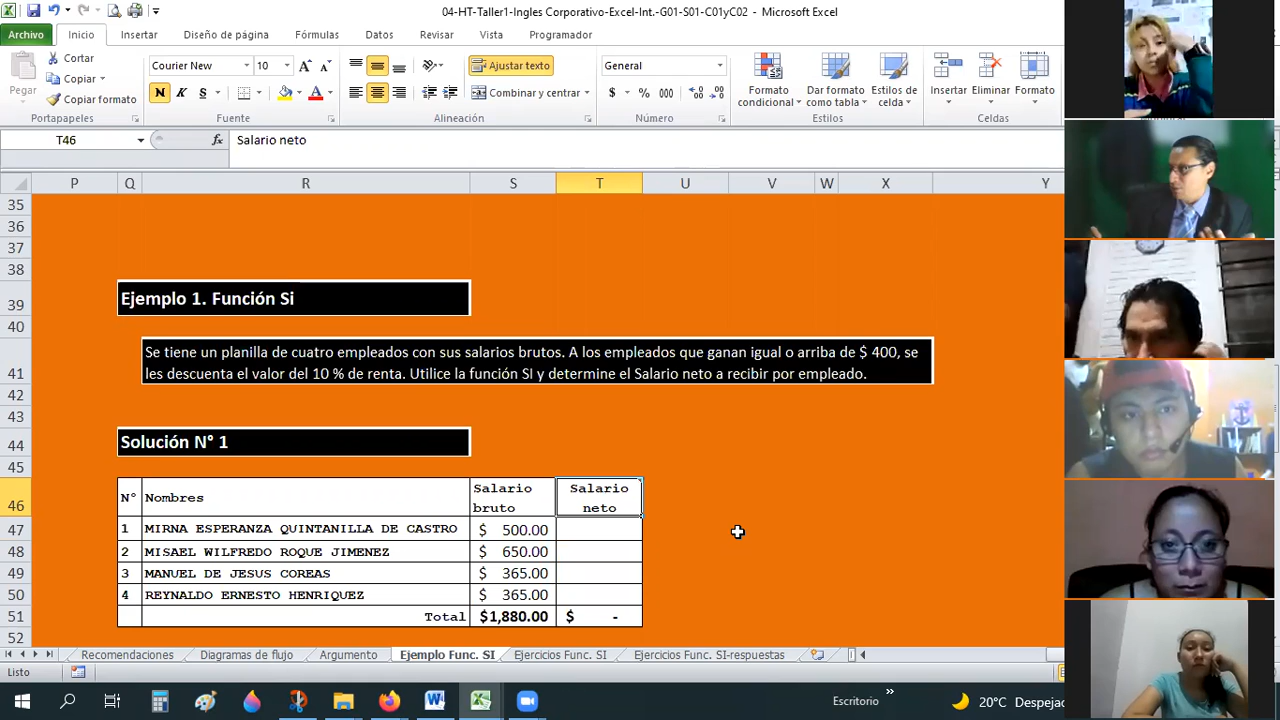 04-HT-Taller1-Ingles Corporativo-Excel-Int.-G01-S01-C01yC02 - Microsoft Excel
Archivo Inicio Insertar Diseño de página Fórmulas Datos Revisar Vista Programador
Pegar
Cortar
Copiar
Copiar formato
Portapapeles
Courier New 10
N K S
Fuente
Ajustar texto
Combinar y centrar
Alineación
General
$ % 000
Número
Formato condicional
Dar formato como tabla
Estilos de celda
Estilos
Insertar Eliminar Formato
Celdas
T46 fx Salario neto
P Q R S T U V W X Y
35
36
37
38
39 Ejemplo 1. Función Si
40
41 Se tiene un planilla de cuatro empleados con sus salarios brutos. A los empleados que ganan igual o arriba de $ 400, se
les descuenta el valor del 10 % de renta. Utilice la función SI y determine el Salario neto a recibir por empleado.
42
43
44 Solución N° 1
45
46 N° Nombres Salario bruto Salario neto
47 1 MIRNA ESPERANZA QUINTANILLA DE CASTRO $ 500.00
48 2 MISAEL WILFREDO ROQUE JIMENEZ $ 650.00
49 3 MANUEL DE JESUS COREAS $ 365.00
50 4 REYNALDO ERNESTO HENRIQUEZ $ 365.00
51 Total $1,880.00 $ -
52
Recomendaciones Diagramas de flujo Argumento Ejemplo Func. SI Ejercicios Func. SI Ejercicios Func. SI-respuestas
Listo
Escritorio » 20°C Despejac